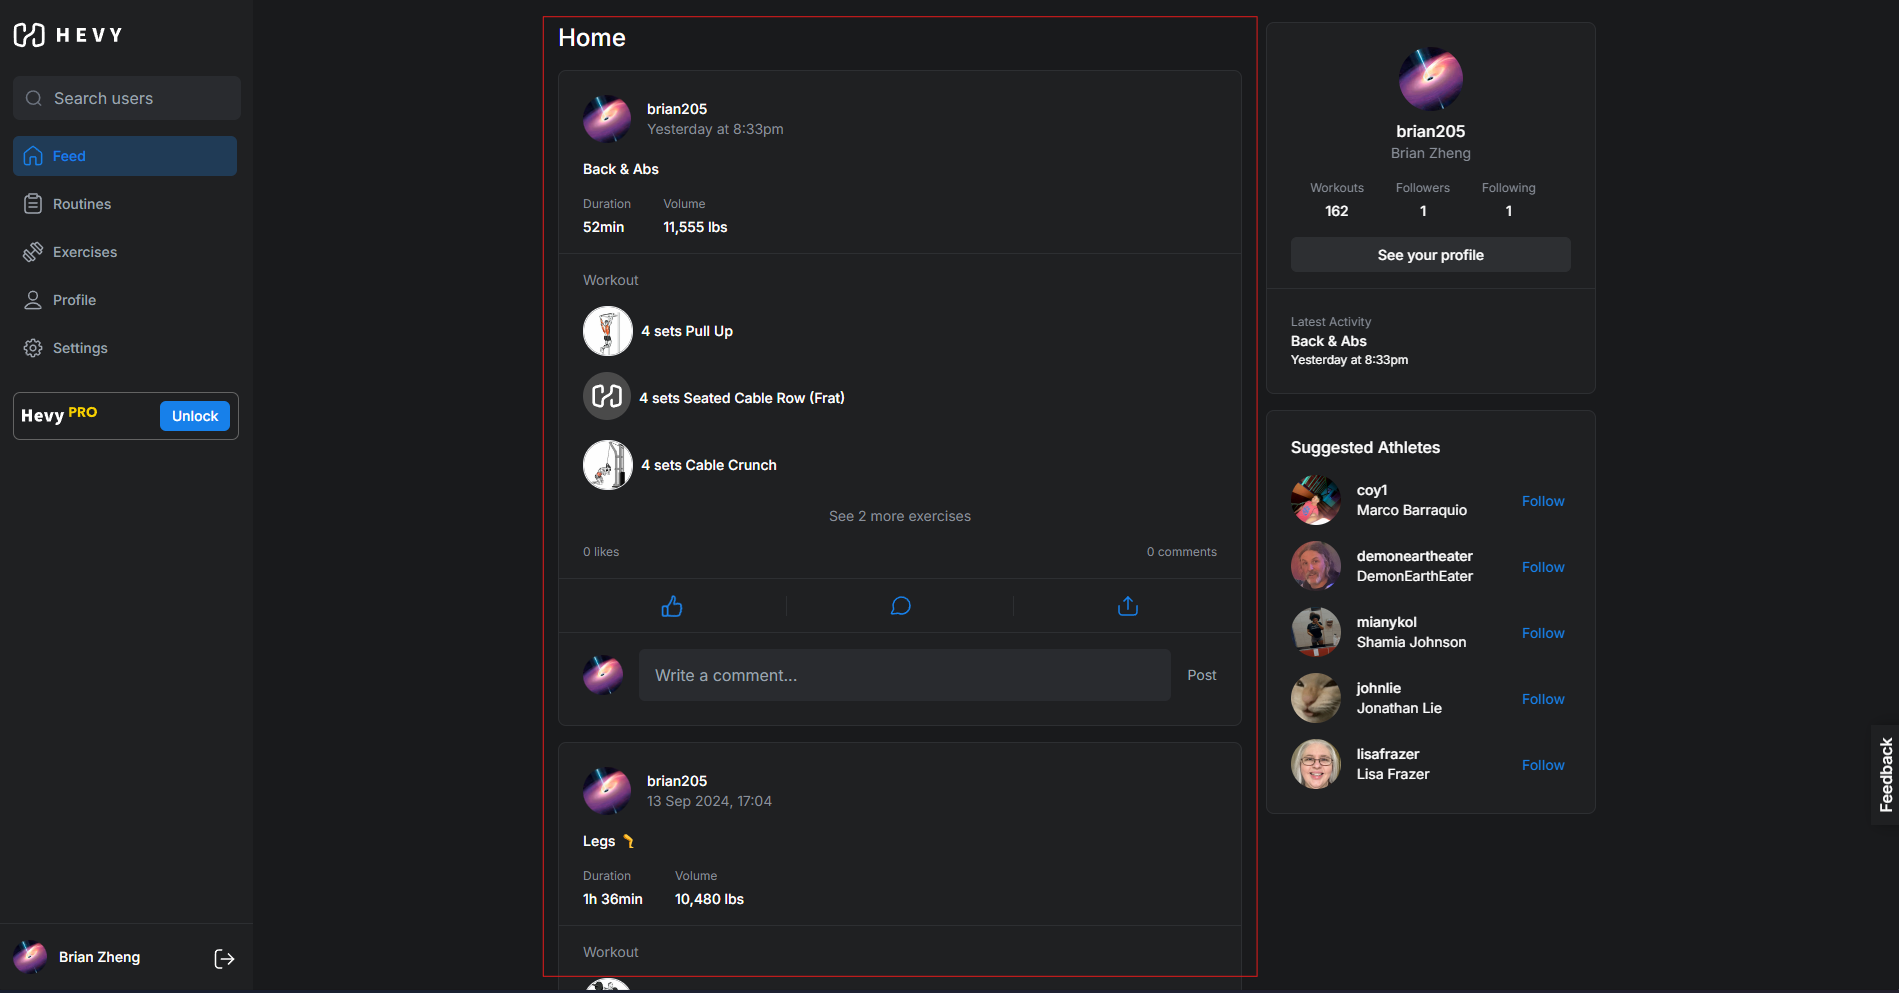 HEVY
Search users
Feed
Routines
Exercises
Profile
Settings
Hevy PRO
Unlock
Brian Zheng
Home
brian205
Yesterday at 8:33pm
Back & Abs
Duration Volume
52min 11,555 lbs
Workout
4 sets Pull Up
4 sets Seated Cable Row (Frat)
4 sets Cable Crunch
See 2 more exercises
0 likes 0 comments
Write a comment... Post
brian205
13 Sep 2024, 17:04
Legs 🦵
Duration Volume
1h 36min 10,480 lbs
Workout
brian205
Brian Zheng
Workouts Followers Following
162 1 1
See your profile
Latest Activity
Back & Abs
Yesterday at 8:33pm
Suggested Athletes
coy1
Marco Barraquio
Follow
demoneartheater
DemonEarthEater
Follow
mianykol
Shamia Johnson
Follow
johnlie
Jonathan Lie
Follow
lisafrazer
Lisa Frazer
Follow
Feedback